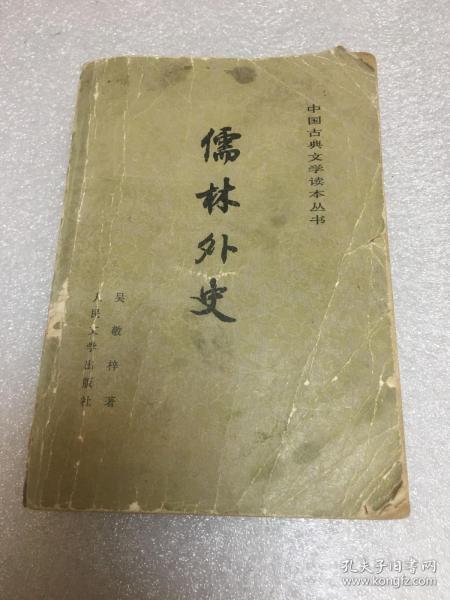 中国古典文学读本丛书
儒林外史
吴敬梓著
人民文学出版社
孔夫子旧书网
www.kongfz.com